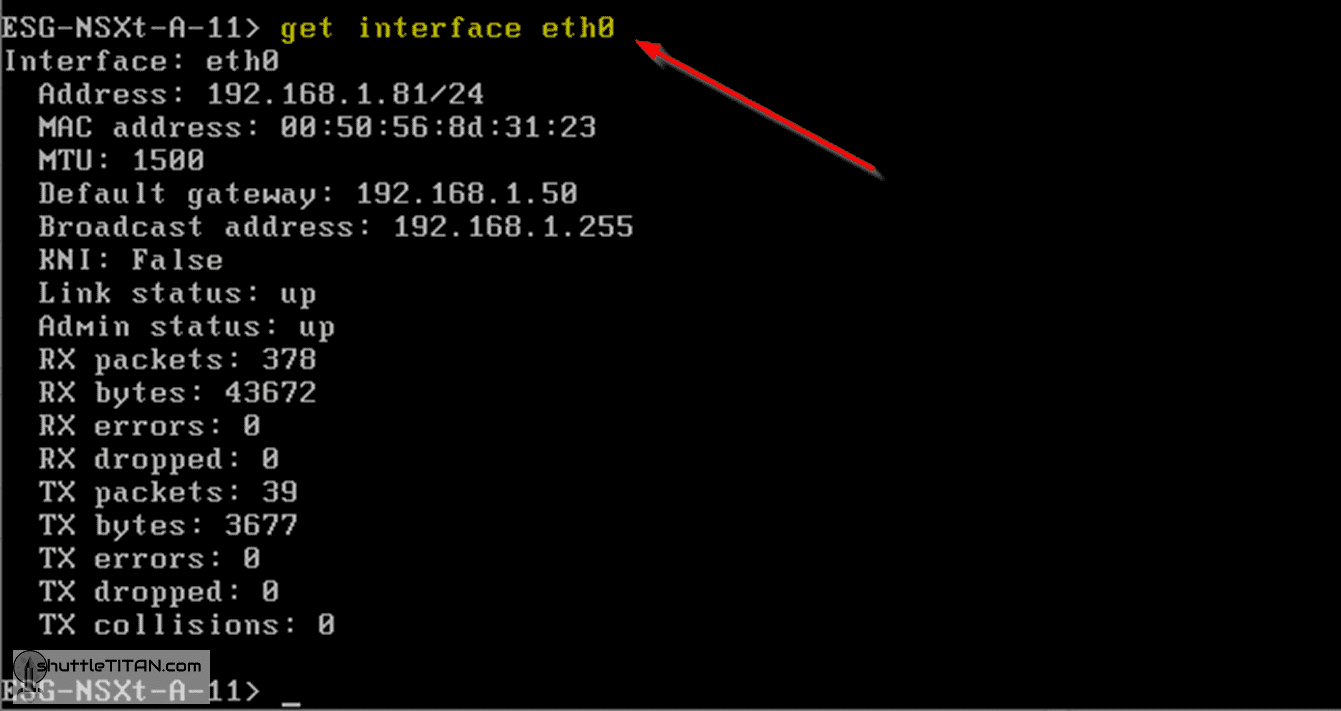 ESG-NSXt-A-11> get interface eth0
Interface: eth0
Address: 192.168.1.81/24
MAC address: 00:50:56:8d:31:23
MTU: 1500
Default gateway: 192.168.1.50
Broadcast address: 192.168.1.255
KNI: False
Link status: up
Admin status: up
RX packets: 378
RX bytes: 43672
RX errors: 0
RX dropped: 0
TX packets: 39
TX bytes: 3677
TX errors: 0
TX dropped: 0
TX collisions: 0
shuttleTITAN.com
ESG-NSXt-A-11> _